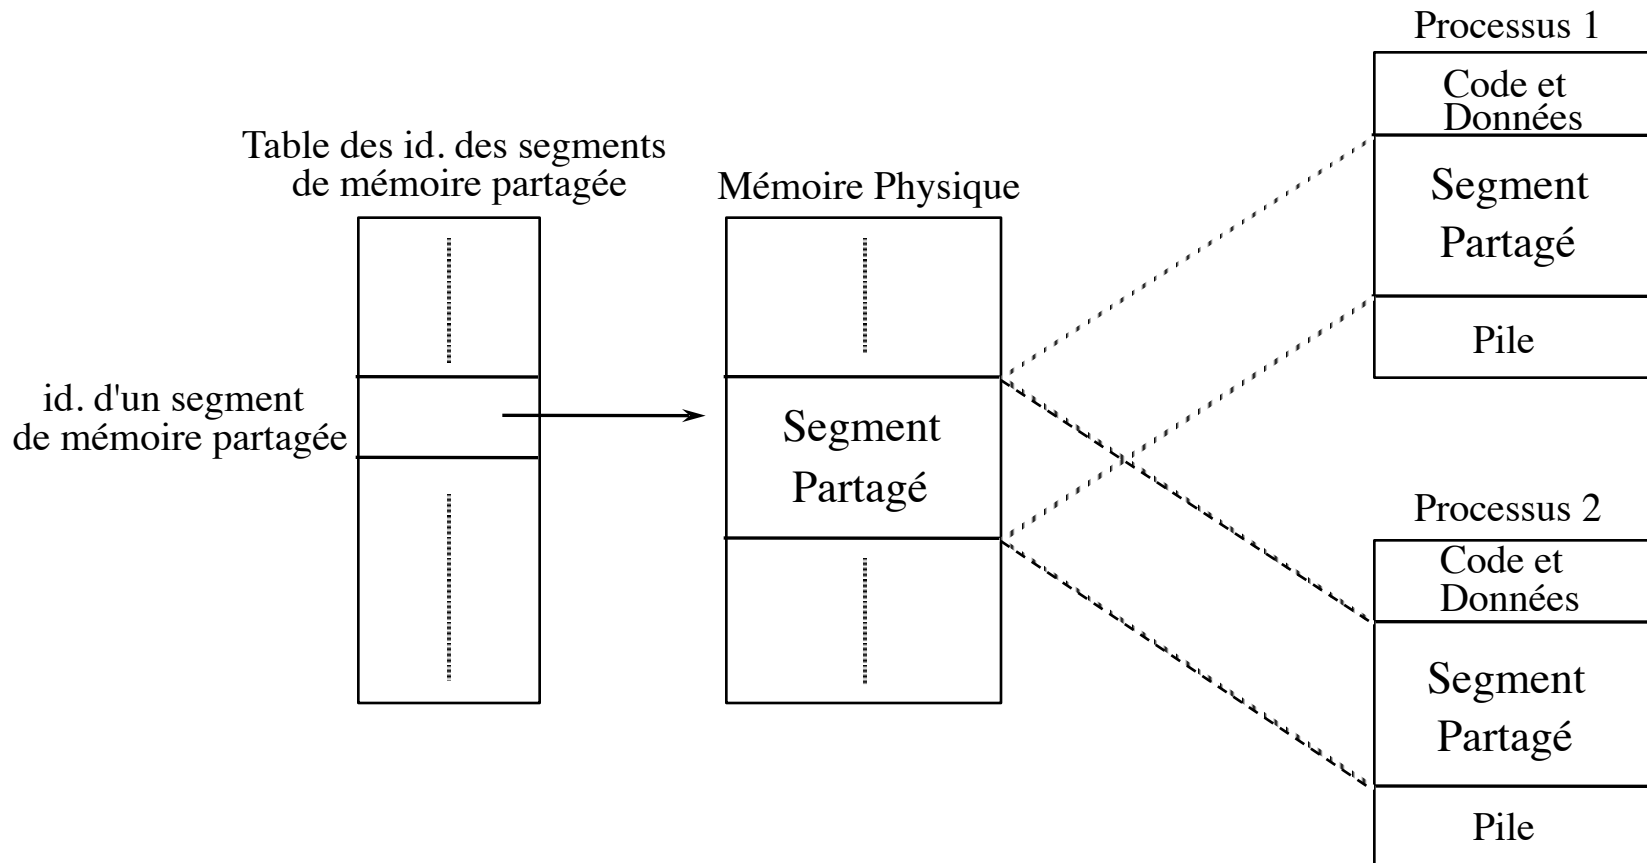 Processus 1
Code et
Données
Segment
Partagé
Pile
Table des id. des segments
de mémoire partagée
Mémoire Physique
id. d'un segment
de mémoire partagée
Segment
Partagé
Processus 2
Code et
Données
Segment
Partagé
Pile